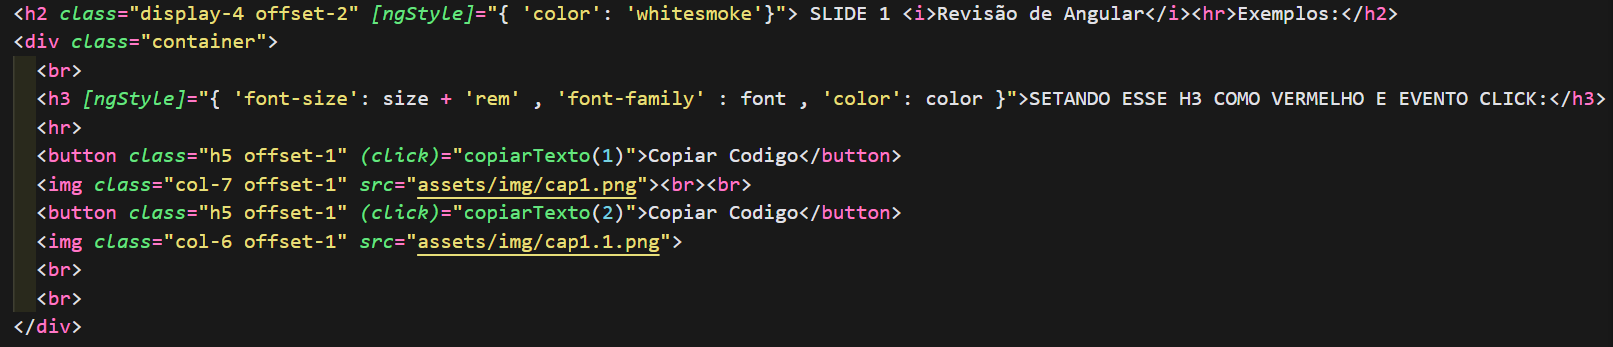 <h2 class="display-4 offset-2" [ngStyle]="{ 'color': 'whitesmoke'}"> SLIDE 1 <i>Revisão de Angular</i><hr>Exemplos:</h2>
<div class="container">
<br>
<h3 [ngStyle]="{ 'font-size': size + 'rem' , 'font-family' : font , 'color': color }">SETANDO ESSE H3 COMO VERMELHO E EVENTO CLICK:</h3>
<hr>
<button class="h5 offset-1" (click)="copiarTexto(1)">Copiar Codigo</button>
<img class="col-7 offset-1" src="assets/img/cap1.png"><br><br>
<button class="h5 offset-1" (click)="copiarTexto(2)">Copiar Codigo</button>
<img class="col-6 offset-1" src="assets/img/cap1.1.png">
<br>
<br>
</div>